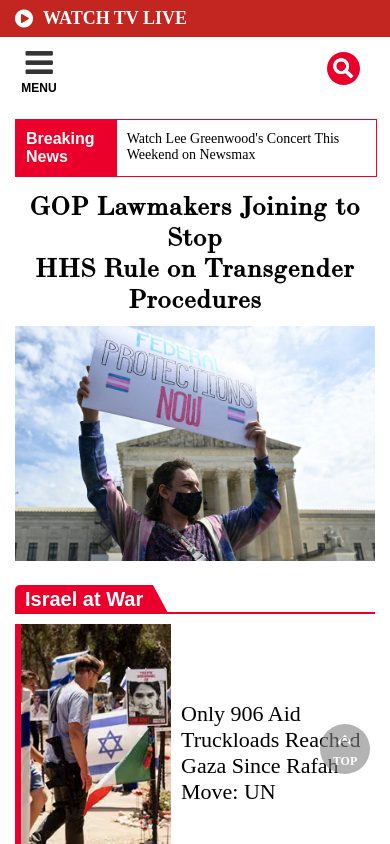 WATCH TV LIVE
MENU
Breaking
News
Watch Lee Greenwood's Concert This
Weekend on Newsmax
GOP Lawmakers Joining to
Stop
HHS Rule on Transgender
Procedures
FEDERAL
PROTECTIONS
NOW
Israel at War
Only 906 Aid
Truckloads Reached
Gaza Since Rafah
Move: UN
TOP